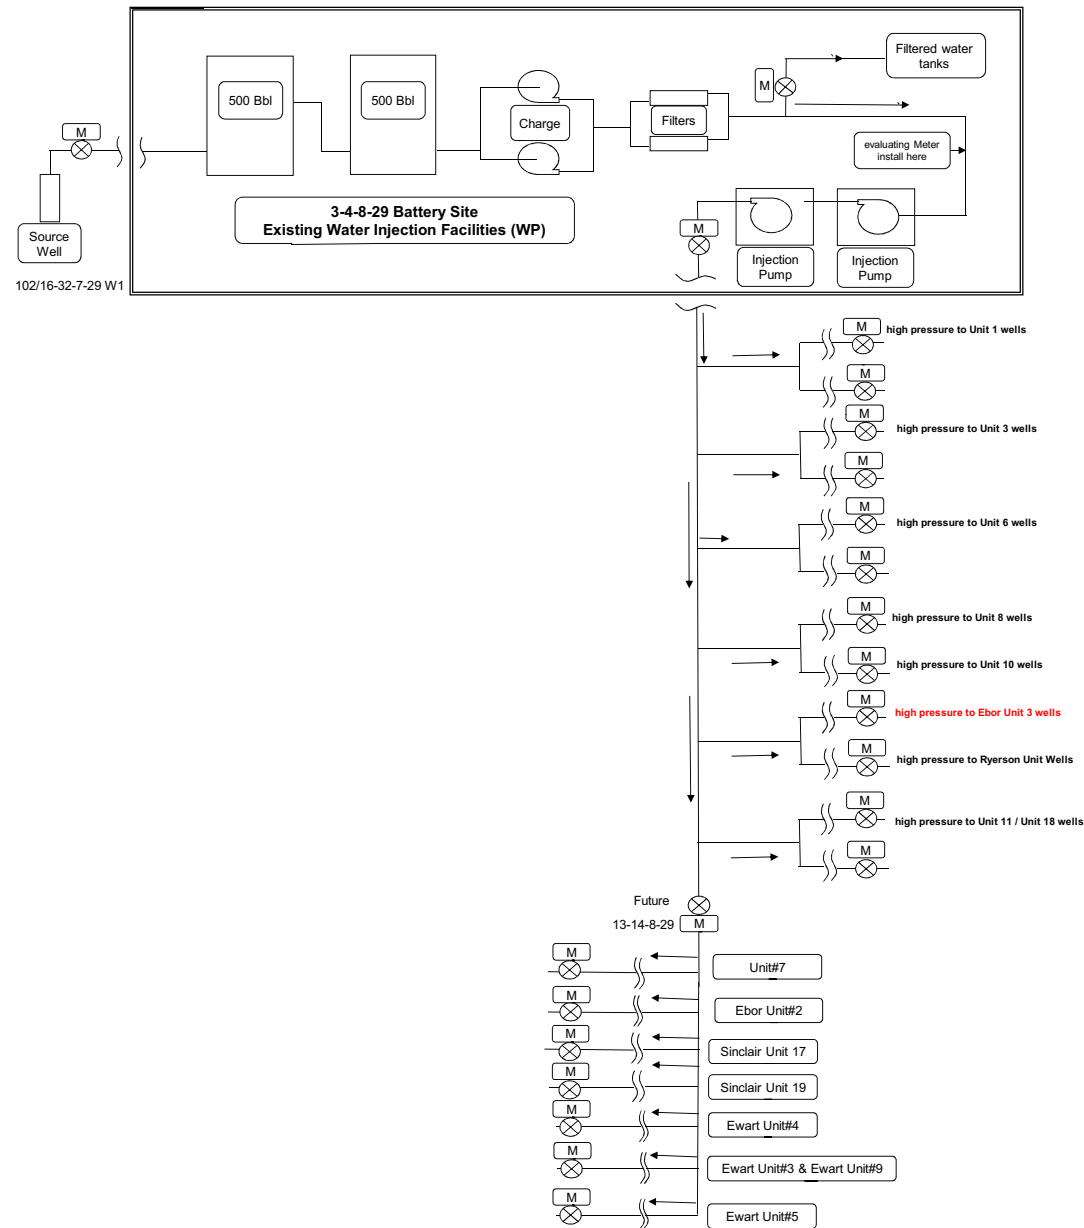 Filtered water
tanks
M
500 Bbl
500 Bbl
Charge
Filters
M
evaluating Meter
install here
3-4-8-29 Battery Site
Existing Water Injection Facilities (WP)
Source
Well
M
Injection
Pump
Injection
Pump
102/16-32-7-29 W1
M
high pressure to Unit 1 wells
M
M
high pressure to Unit 3 wells
M
M
high pressure to Unit 6 wells
M
M
high pressure to Unit 8 wells
M
high pressure to Unit 10 wells
M
high pressure to Ebor Unit 3 wells
M
high pressure to Ryerson Unit Wells
M
high pressure to Unit 11 / Unit 18 wells
M
Future
13-14-8-29
M
M
Unit#7
M
Ebor Unit#2
M
Sinclair Unit 17
M
Sinclair Unit 19
M
Ewart Unit#4
M
Ewart Unit#3 & Ewart Unit#9
M
Ewart Unit#5